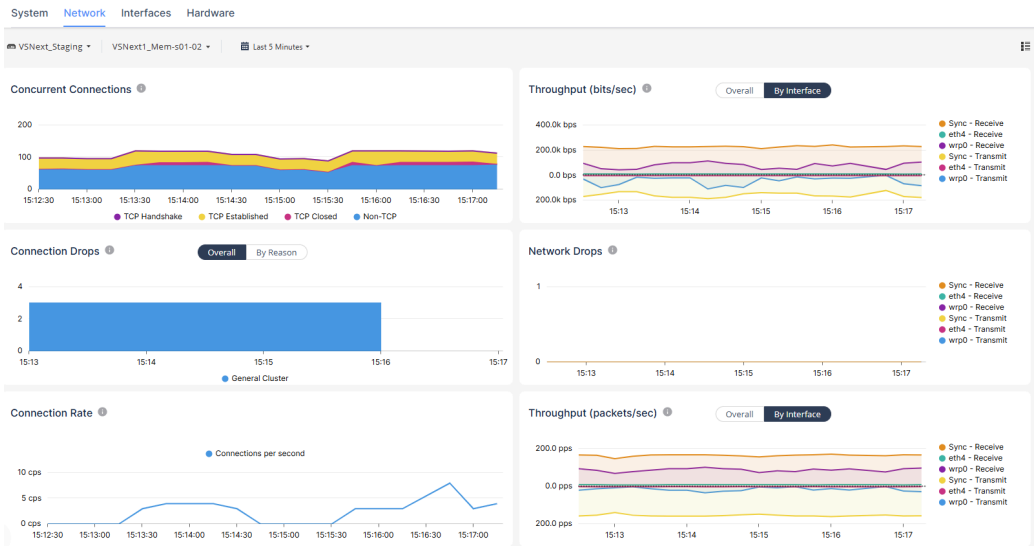 System Network Interfaces Hardware
VSNext_Staging VSNext1_Mem-s01-02 Last 5 Minutes
Concurrent Connections
200
100
0
15:12:30 15:13:00 15:13:30 15:14:00 15:14:30 15:15:00 15:15:30 15:16:00 15:16:30 15:17:00
TCP Handshake TCP Established TCP Closed Non-TCP
Throughput (bits/sec) Overall By Interface
400.0k bps
200.0k bps
0.0 bps
200.0k bps
15:13 15:14 15:15 15:16 15:17
Sync - Receive
eth4 - Receive
wrp0 - Receive
Sync - Transmit
eth4 - Transmit
wrp0 - Transmit
Connection Drops Overall By Reason
4
2
0
15:13 15:14 15:15 15:16 15:17
General Cluster
Network Drops
1
0
15:13 15:14 15:15 15:16 15:17
Sync - Receive
eth4 - Receive
wrp0 - Receive
Sync - Transmit
eth4 - Transmit
wrp0 - Transmit
Connection Rate
Connections per second
10 cps
5 cps
0 cps
15:12:30 15:13:00 15:13:30 15:14:00 15:14:30 15:15:00 15:15:30 15:16:00 15:16:30 15:17:00
Throughput (packets/sec) Overall By Interface
200.0 pps
0.0 pps
200.0 pps
15:13 15:14 15:15 15:16 15:17
Sync - Receive
eth4 - Receive
wrp0 - Receive
Sync - Transmit
eth4 - Transmit
wrp0 - Transmit